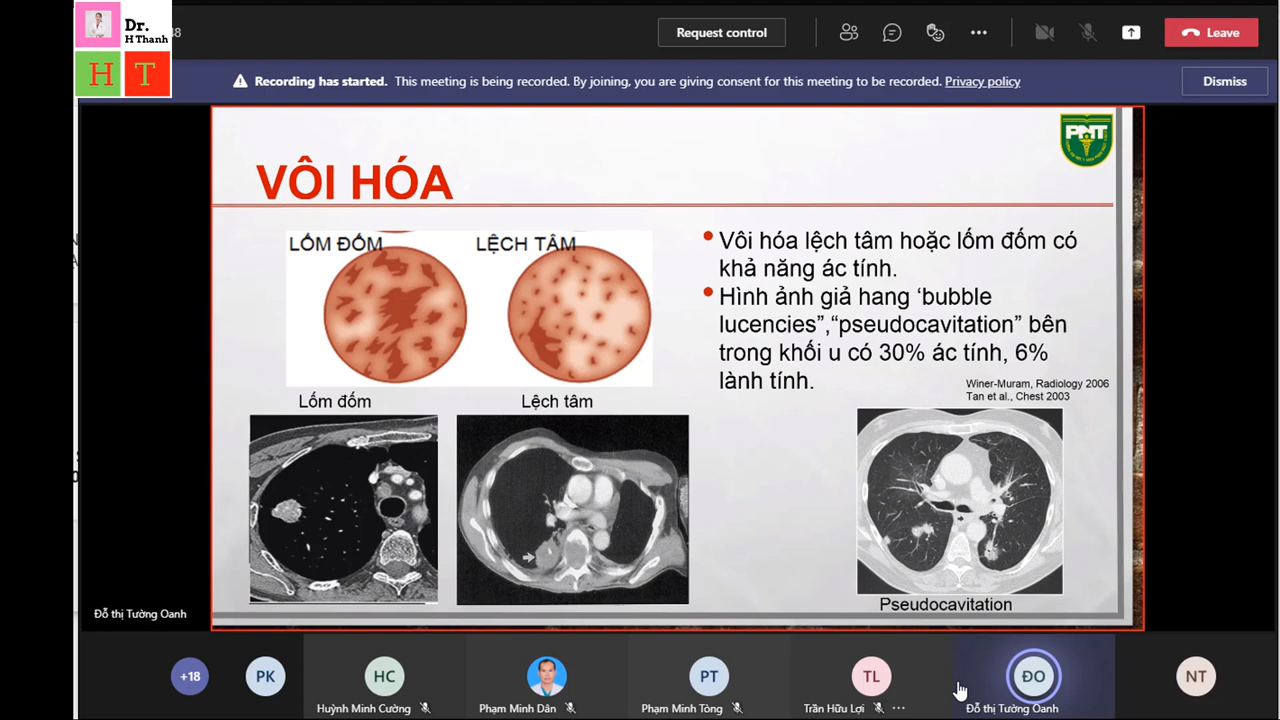 Dr.
H Thanh
H T
48
Request control
Leave
Recording has started. This meeting is being recorded. By joining, you are giving consent for this meeting to be recorded. Privacy policy
Dismiss
PNT
VÔI HÓA
LỐM ĐỐM
LỆCH TÂM
Lốm đốm
Lệch tâm
Vôi hóa lệch tâm hoặc lốm đốm có
khả năng ác tính.
Hình ảnh giả hang ‘bubble
lucencies”,“pseudocavitation” bên
trong khối u có 30% ác tính, 6%
lành tính.
Winer-Muram, Radiology 2006
Tan et al., Chest 2003
Pseudocavitation
Đỗ thị Tường Oanh
+18
PK
HC
Huỳnh Minh Cường
Phạm Minh Dân
PT
Phạm Minh Tòng
TL
Trần Hữu Lợi
ĐO
Đỗ thị Tường Oanh
NT